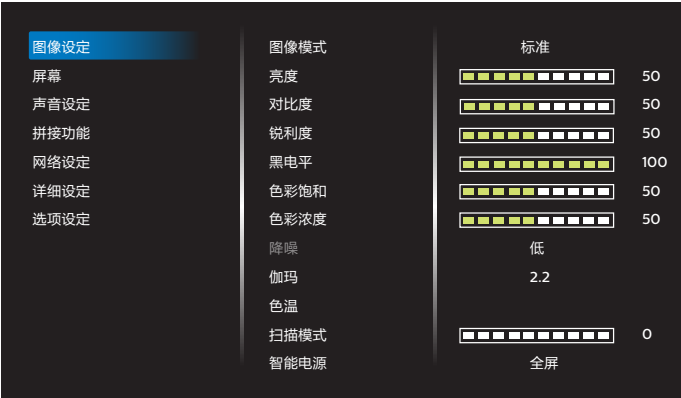 图像设定 图像模式 标准
屏幕 亮度 50
声音设定 对比度 50
拼接功能 锐利度 50
网络设定 黑电平 100
详细设定 色彩饱和 50
选项设定 色彩浓度 50
降噪 低
伽玛 2.2
色温
扫描模式 0
智能电源 全屏